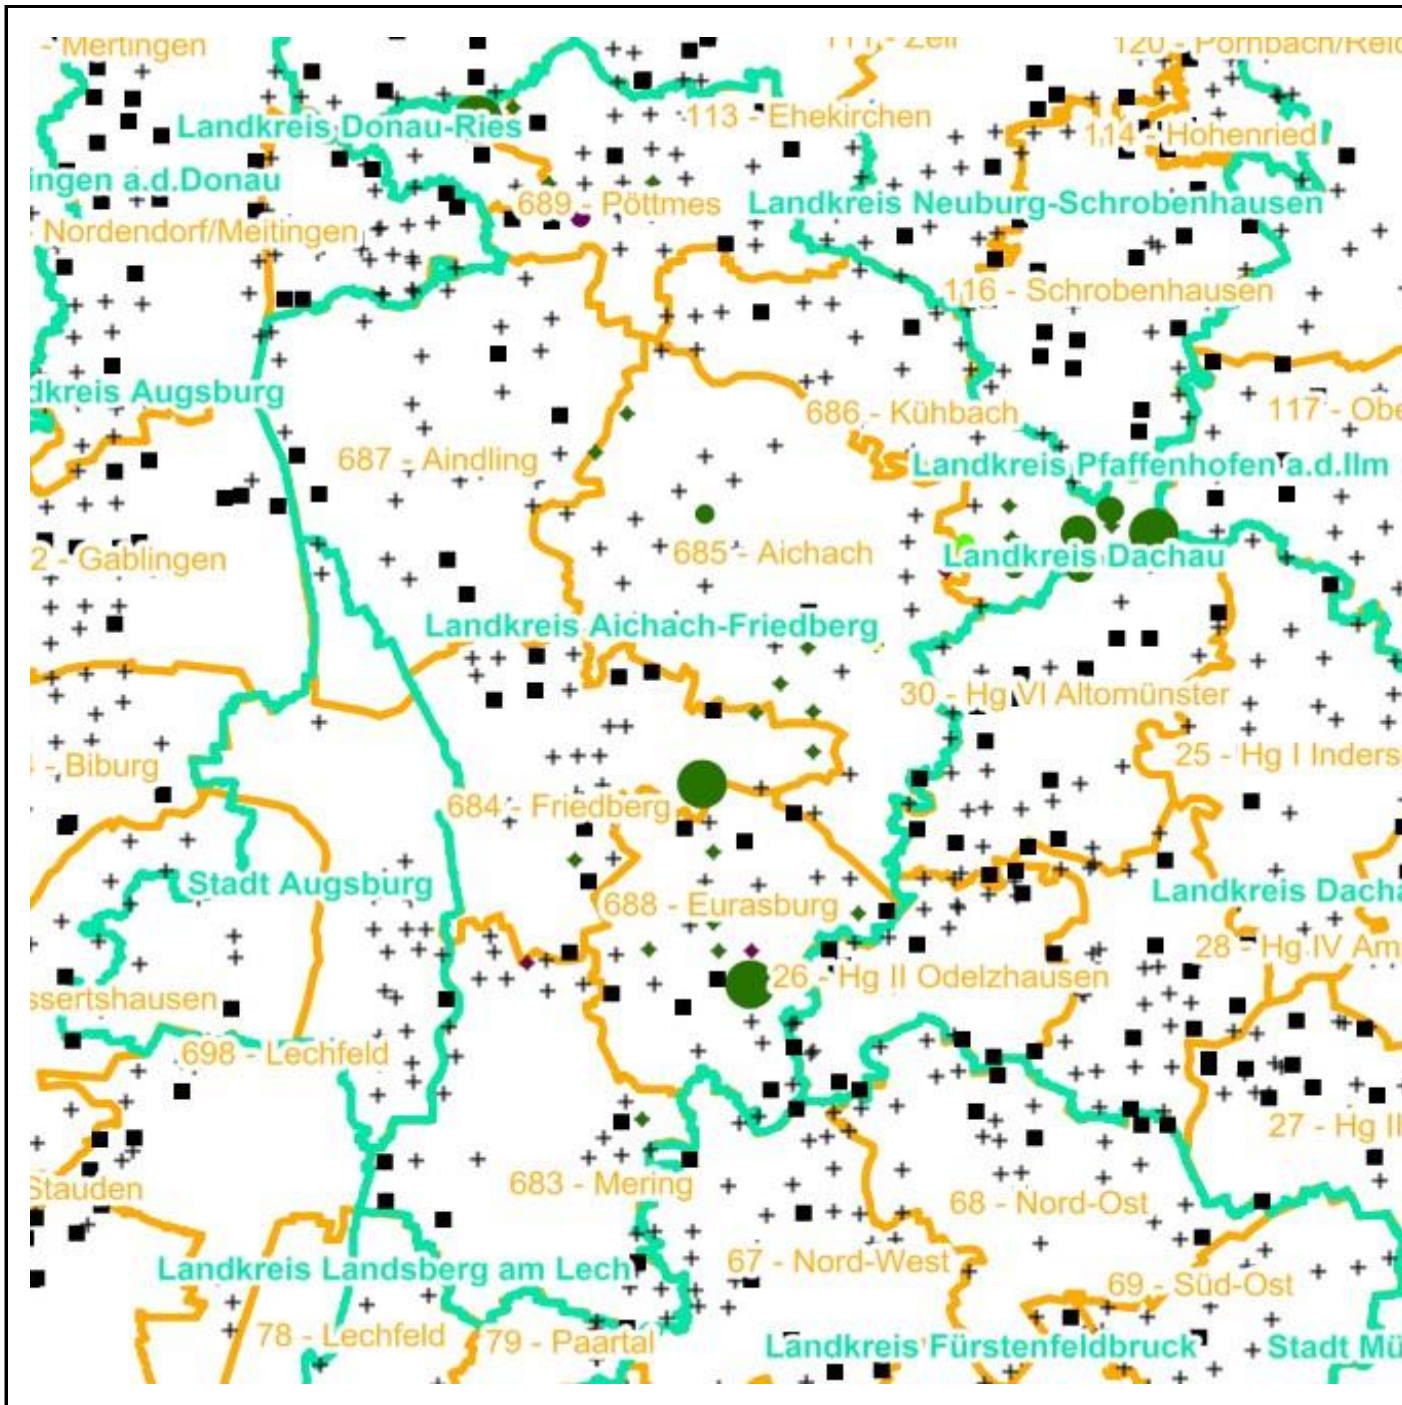 - Mertingen
111 - Zell
120 - Pörnbach/Reic
113 - Ehekirchen
Landkreis Donau-Ries
114 - Hohenried
ingen a.d.Donau
689 - Pöttmes
Landkreis Neuburg-Schrobenhausen
- Nordendorf/Meitingen
116 - Schrobenhausen
dkreis Augsburg
686 - Kühbach
117 - Obe
687 - Aindling
Landkreis Pfaffenhofen a.d.Ilm
2 - Gablingen
685 - Aichach
Landkreis Dachau
Landkreis Aichach-Friedberg
30 - Hg VI Altomünster
25 - Hg I Inders
- Biburg
684 - Friedberg
Stadt Augsburg
688 - Eurasburg
Landkreis Dacha
28 - Hg IV Am
26 - Hg II Odelzhausen
ssertshausen
698 - Lechfeld
27 - Hg III
Stauden
683 - Mering
68 - Nord-Ost
67 - Nord-West
Landkreis Landsberg am Lech
69 - Süd-Ost
78 - Lechfeld
79 - Paartal
Landkreis Fürstenfeldbruck
Stadt Mü